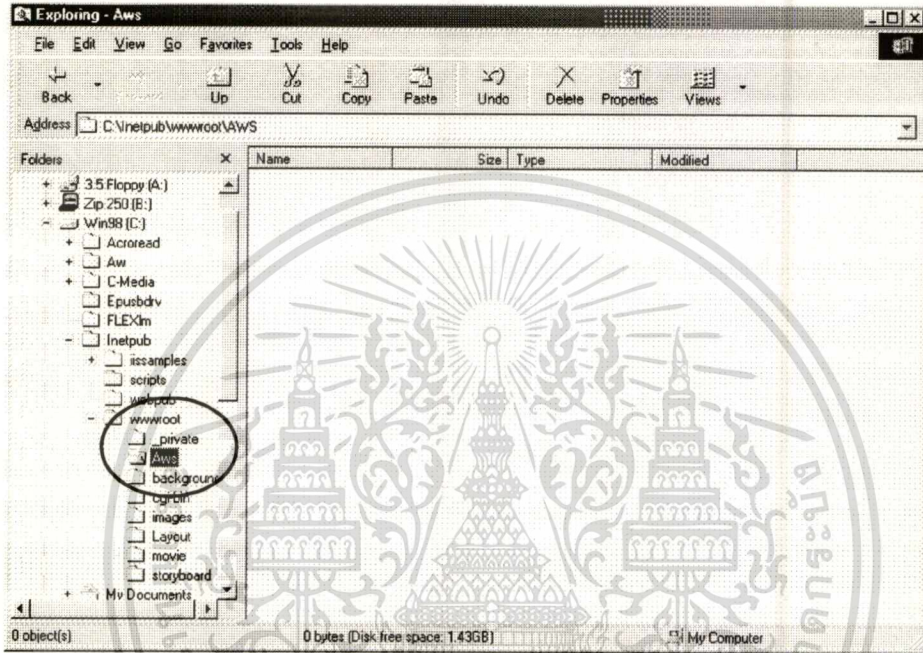 Exploring - Aws
File Edit View Go Favorites Tools Help
Back Up Cut Copy Paste Undo Delete Properties Views
Address C:\Inetpub\wwwroot\AWS
Folders × Name Size Type Modified
3.5 Floppy (A:)
Zip 250 (B:)
Win98 (C:)
Acroread
Aw
C-Media
Epusbdrv
FLEXlm
Inetpub
iissamples
scripts
webpub
wwwroot
_private
Aws
background
cgi-bin
images
Layout
movie
storyboard
My Documents
0 object(s) 0 bytes (Disk free space: 1.43GB) My Computer